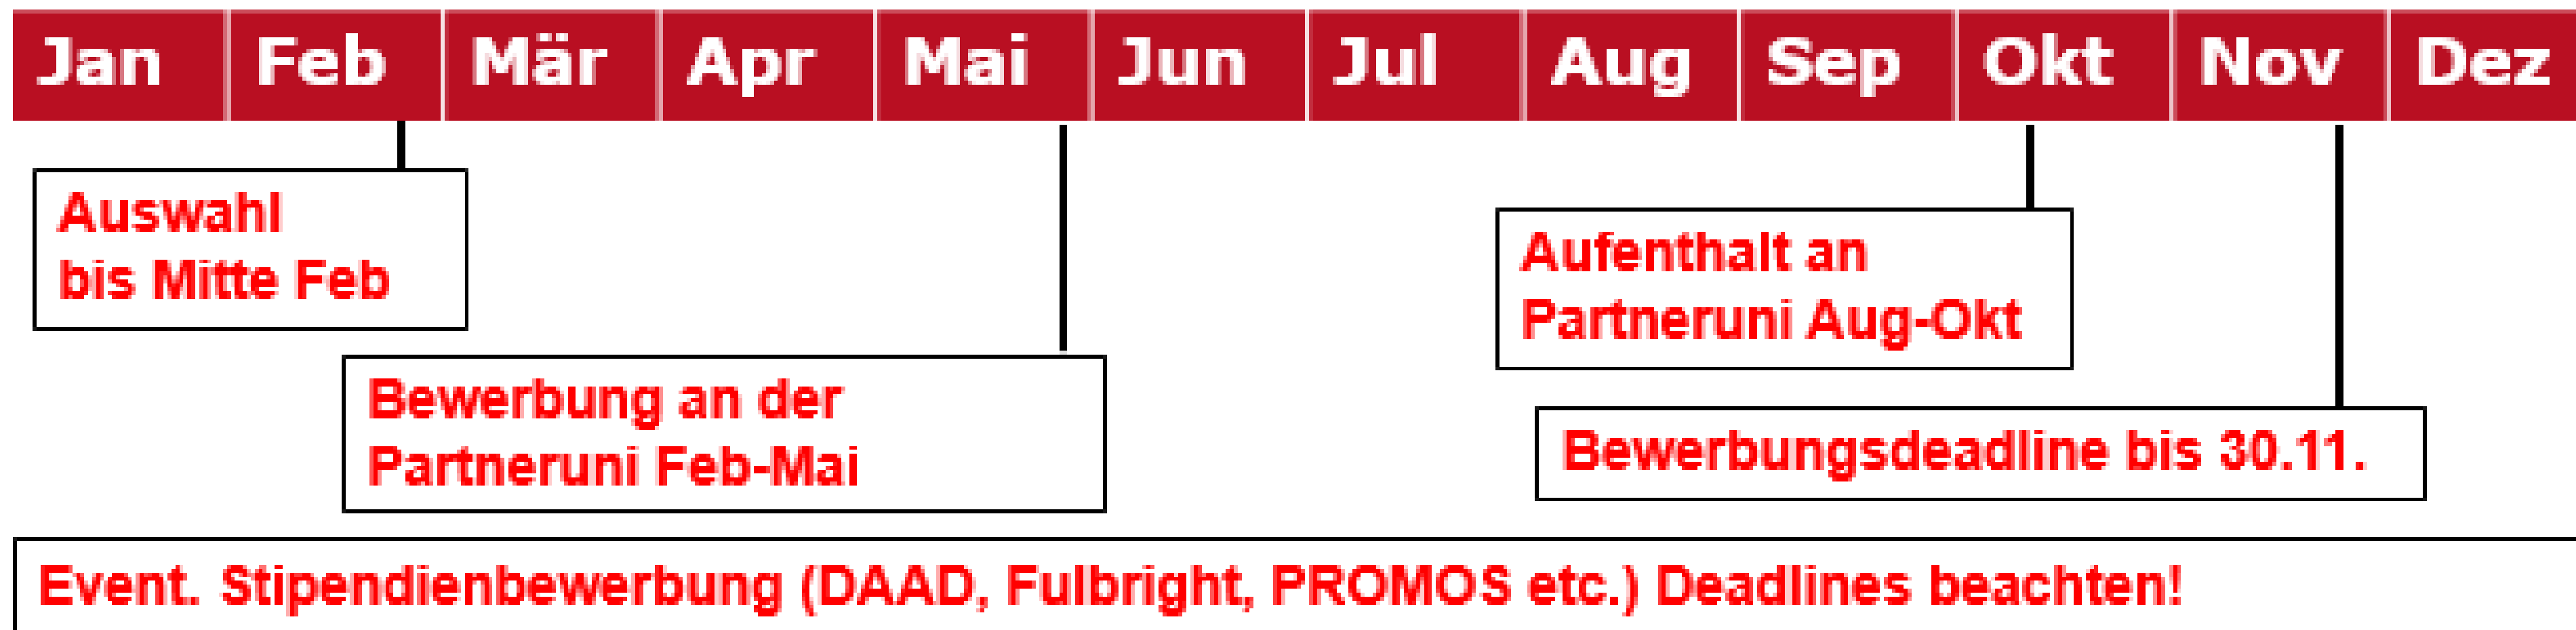 Jan Feb Mär Apr Mai Jun Jul Aug Sep Okt Nov Dez
Auswahl
bis Mitte Feb
Aufenthalt an
Partneruni Aug-Okt
Bewerbung an der
Partneruni Feb-Mai
Bewerbungsdeadline bis 30.11.
Event. Stipendienbewerbung (DAAD, Fulbright, PROMOS etc.) Deadlines beachten!